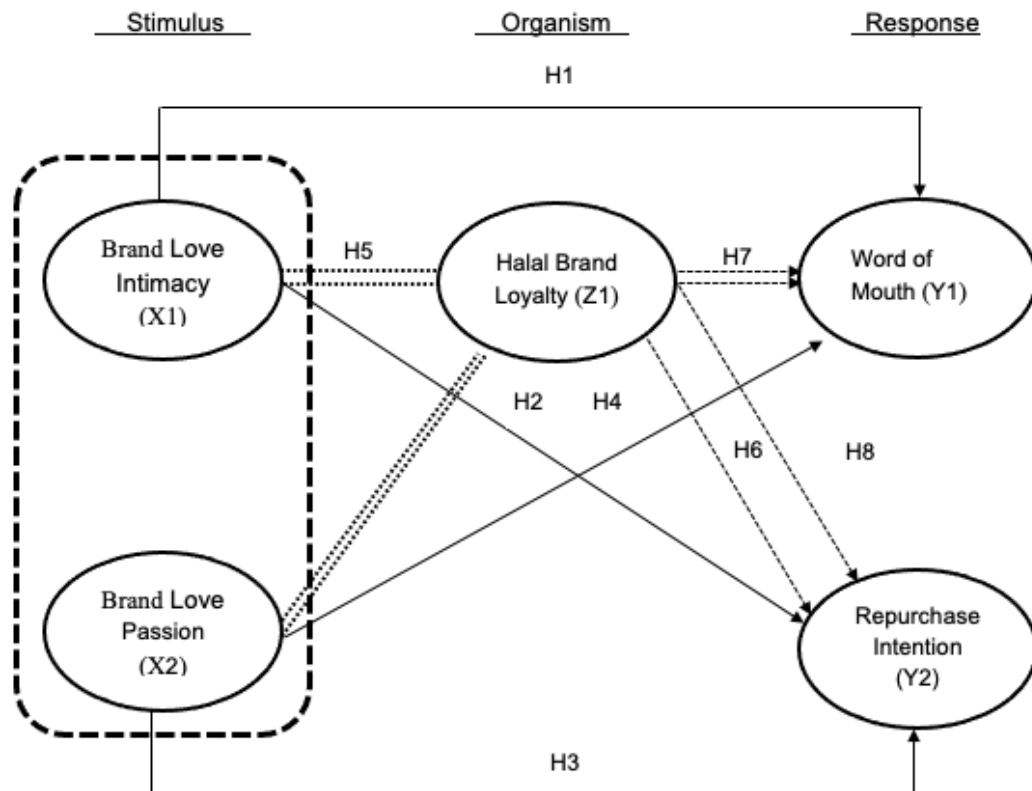 Stimulus
Organism
Response
H1
Brand Love
Intimacy
(X1)
H5
Halal Brand
Loyalty (Z1)
H7
Word of
Mouth (Y1)
H2
H4
H6
H8
Brand Love
Passion
(X2)
Repurchase
Intention
(Y2)
H3